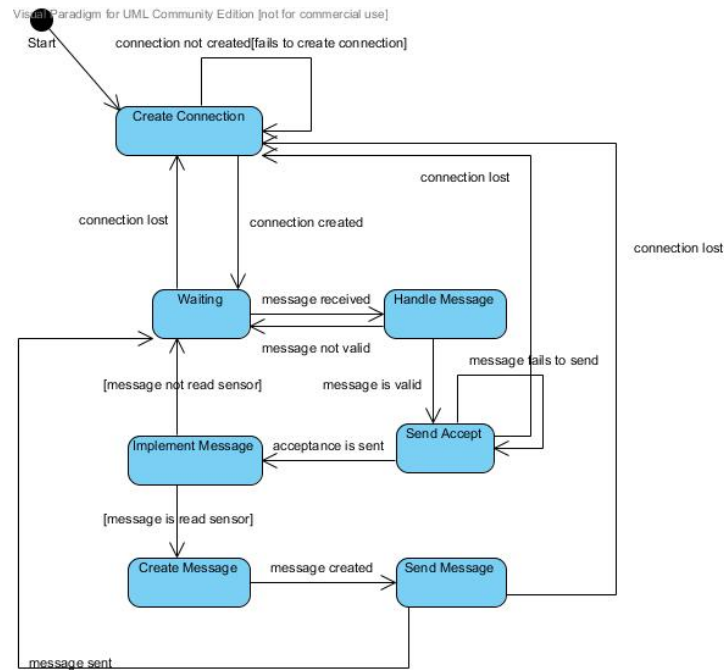 Visual Paradigm for UML Community Edition [not for commercial use]
Start
connection not created[fails to create connection]
Create Connection
connection lost
connection lost
connection created
connection lost
Waiting
message received
Handle Message
message not valid
message fails to send
[message not read sensor]
message is valid
Send Accept
Implement Message
acceptance is sent
[message is read sensor]
Create Message
message created
Send Message
message sent